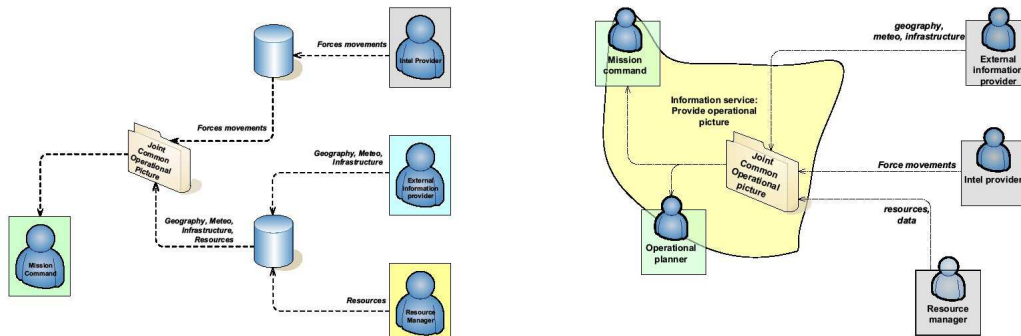 Forces movements
Intel Provider
Forces movements
Joint
Common
Operational
Picture
Geography, Meteo,
Infrastructure
External
information
provider
Geography, Meteo,
Infrastructure,
Resources
Mission
Command
Resources
Resource
Manager
Mission
command
geography,
meteo, infrastructure
External
information
provider
Information service:
Provide operational
picture
Joint
Common
Operational
picture
Force movements
Intel provider
resources,
data
Operational
planner
Resource
manager